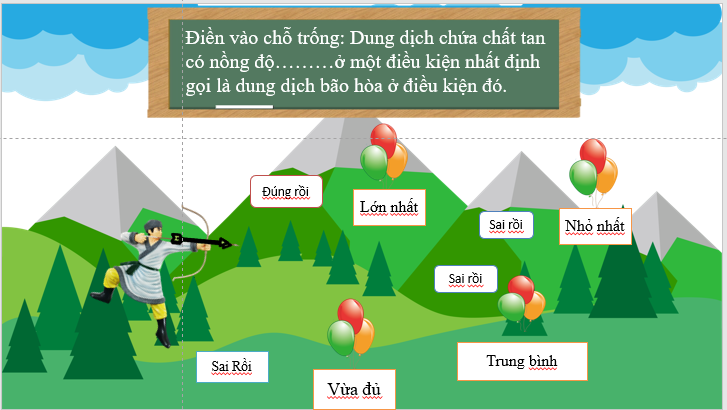 Điền vào chỗ trống: Dung dịch chứa chất tan
có nồng độ………ở một điều kiện nhất định
gọi là dung dịch bão hòa ở điều kiện đó.
Đúng rồi
Lớn nhất
Sai rồi
Nhỏ nhất
Sai rồi
Sai Rồi
Vừa đủ
Trung bình